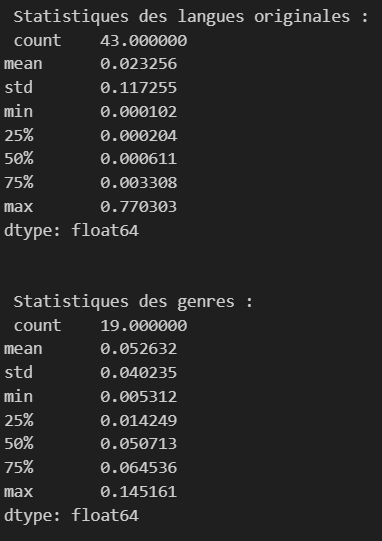 Statistiques des langues originales :
count    43.000000
mean      0.023256
std       0.117255
min       0.000102
25%       0.000204
50%       0.000611
75%       0.003308
max       0.770303
dtype: float64
Statistiques des genres :
count    19.000000
mean      0.052632
std       0.040235
min       0.005312
25%       0.014249
50%       0.050713
75%       0.064536
max       0.145161
dtype: float64